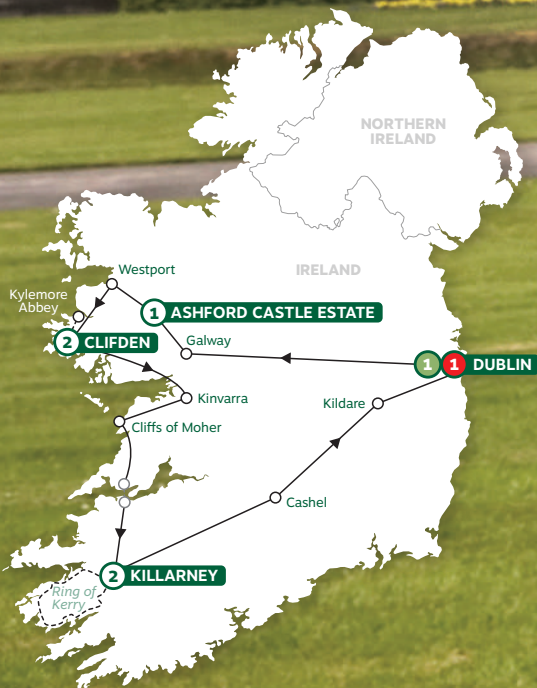 NORTHERN
IRELAND
IRELAND
Westport
Kylemore
Abbey
1 ASHFORD CASTLE ESTATE
2 CLIFDEN
Galway
1 1 DUBLIN
Kinvarra
Kildare
Cliffs of Moher
Cashel
2 KILLARNEY
Ring of
Kerry